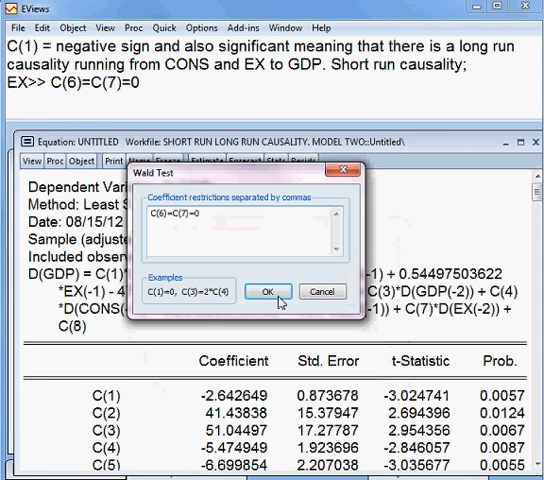 EViews
File Edit Object View Proc Quick Options Add-ins Window Help
C(1) = negative sign and also significant meaning that there is a long run
causality running from CONS and EX to GDP. Short run causality;
EX>> C(6)=C(7)=0
Equation: UNTITLED Workfile: SHORT RUN LONG RUN CAUSALITY. MODEL TWO::Untitled\
View Proc Object Print Name Freeze Estimate Forecast Stats Resids
Wald Test
Coefficient restrictions separated by commas
C(6)=C(7)=0
Examples
C(1)=0, C(3)=2*C(4)
OK
Cancel
Dependent Var
Method: Least S
Date: 08/15/12
Sample (adjuste
Included observ
D(GDP) = C(1)* -1) + 0.54497503622
*EX(-1) - 4 C(3)*D(GDP(-2)) + C(4)
*D(CONS( -1)) + C(7)*D(EX(-2)) +
C(8)
Coefficient Std. Error t-Statistic Prob.
C(1) -2.642649 0.873678 -3.024741 0.0057
C(2) 41.43838 15.37947 2.694396 0.0124
C(3) 51.04497 17.27787 2.954356 0.0067
C(4) -5.474949 1.923696 -2.846057 0.0087
C(5) -6.699854 2.207038 -3.035677 0.0055